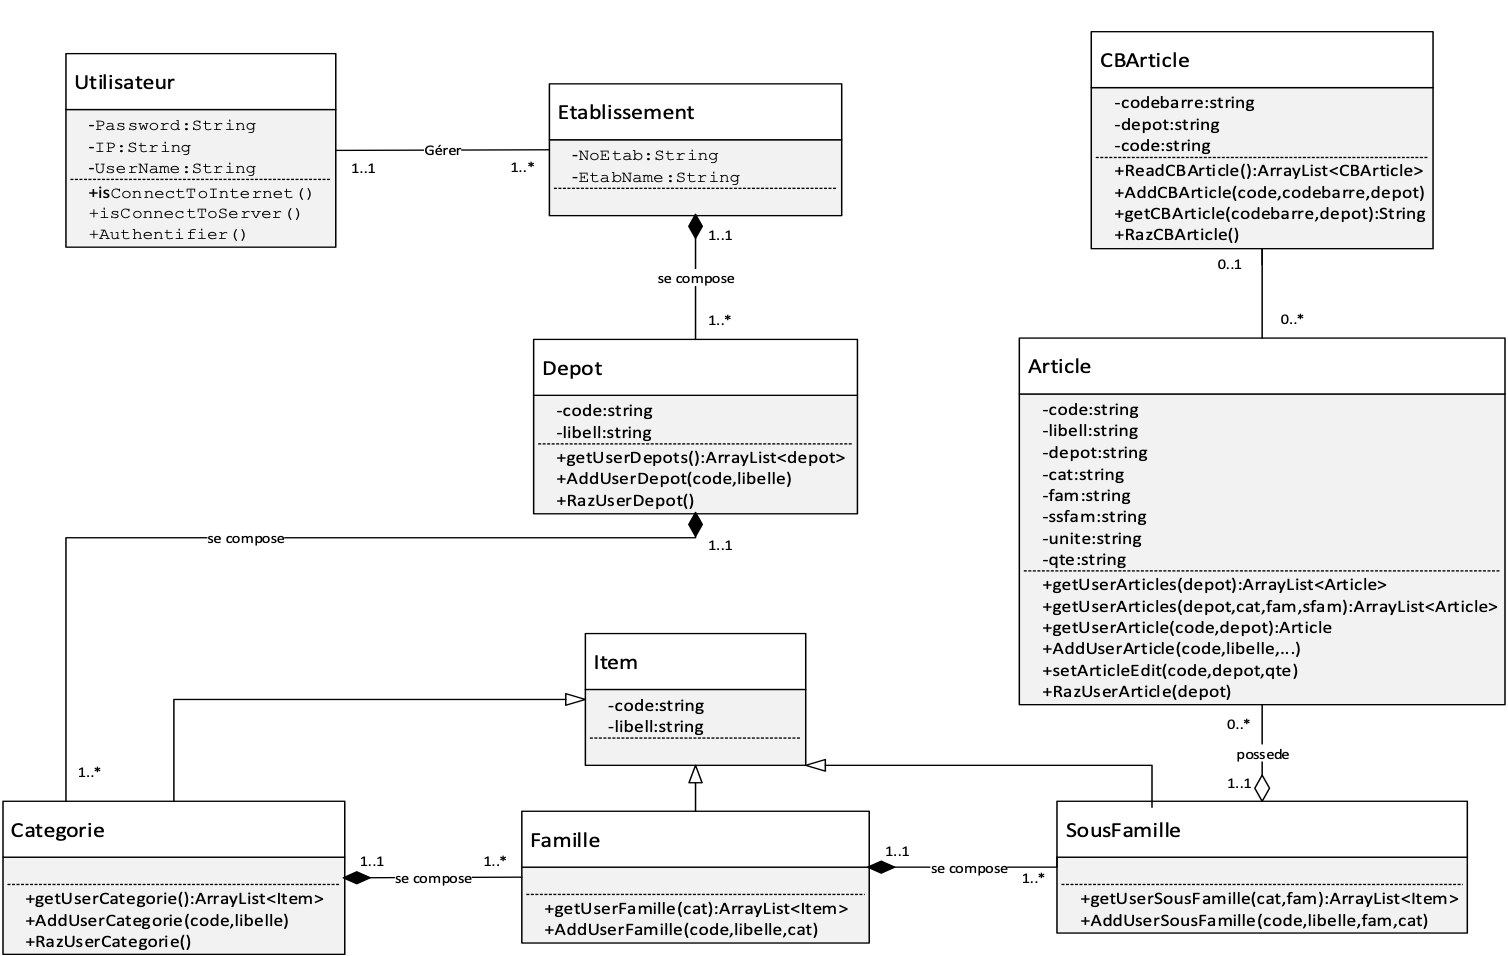 Utilisateur
-Password:String
-IP:String
-UserName:String
+isConnectToInternet()
+isConnectToServer()
+Authentifier()
1..1
Gérer
1..*
Etablissement
-NoEtab:String
-EtabName:String
1..1
se compose
1..*
Depot
-code:string
-libell:string
+getUserDepots():ArrayList<depot>
+AddUserDepot(code,libelle)
+RazUserDepot()
1..1
se compose
1..*
CBArticle
-codebarre:string
-depot:string
-code:string
+ReadCBArticle():ArrayList<CBArticle>
+AddCBArticle(code,codebarre,depot)
+getCBArticle(codebarre,depot):String
+RazCBArticle()
0..1
0..*
Article
-code:string
-libell:string
-depot:string
-cat:string
-fam:string
-ssfam:string
-unite:string
-qte:string
+getUserArticles(depot):ArrayList<Article>
+getUserArticles(depot,cat,fam,sfam):ArrayList<Article>
+getUserArticle(code,depot):Article
+AddUserArticle(code,libelle,...)
+setArticleEdit(code,depot,qte)
+RazUserArticle(depot)
0..*
possede
1..1
Item
-code:string
-libell:string
Categorie
+getUserCategorie():ArrayList<Item>
+AddUserCategorie(code,libelle)
+RazUserCategorie()
1..1
se compose
1..*
Famille
+getUserFamille(cat):ArrayList<Item>
+AddUserFamille(code,libelle,cat)
1..1
se compose
1..*
SousFamille
+getUserSousFamille(cat,fam):ArrayList<Item>
+AddUserSousFamille(code,libelle,fam,cat)